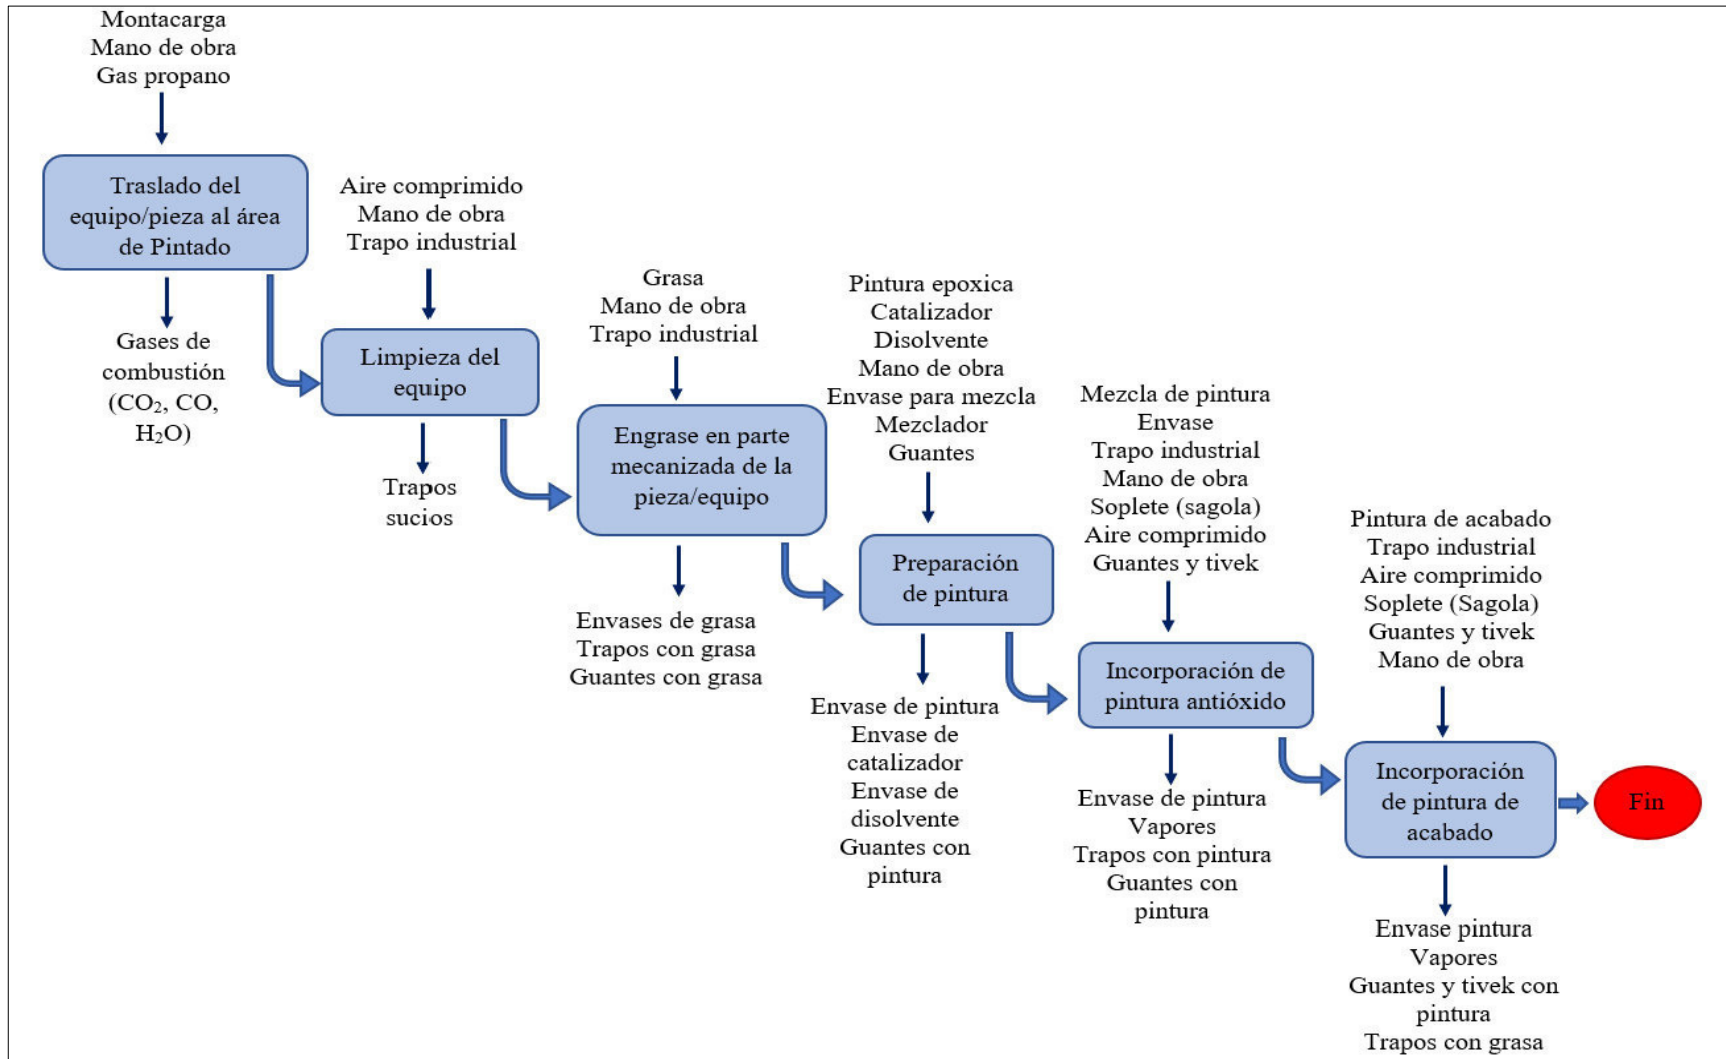 Montacarga
Mano de obra
Gas propano
Traslado del
equipo/pieza al área
de Pintado
Gases de
combustión
(CO₂, CO,
H₂O)
Aire comprimido
Mano de obra
Trapo industrial
Limpieza del
equipo
Trapos
sucios
Grasa
Mano de obra
Trapo industrial
Engrase en parte
mecanizada de la
pieza/equipo
Envases de grasa
Trapos con grasa
Guantes con grasa
Pintura epoxica
Catalizador
Disolvente
Mano de obra
Envase para mezcla
Mezclador
Guantes
Preparación
de pintura
Envase de pintura
Envase de
catalizador
Envase de
disolvente
Guantes con
pintura
Mezcla de pintura
Envase
Trapo industrial
Mano de obra
Soplete (sagola)
Aire comprimido
Guantes y tivek
Incorporación de
pintura antióxido
Envase de pintura
Vapores
Trapos con pintura
Guantes con
pintura
Pintura de acabado
Trapo industrial
Aire comprimido
Soplete (Sagola)
Guantes y tivek
Mano de obra
Incorporación
de pintura de
acabado
Envase pintura
Vapores
Guantes y tivek con
pintura
Trapos con grasa
Fin